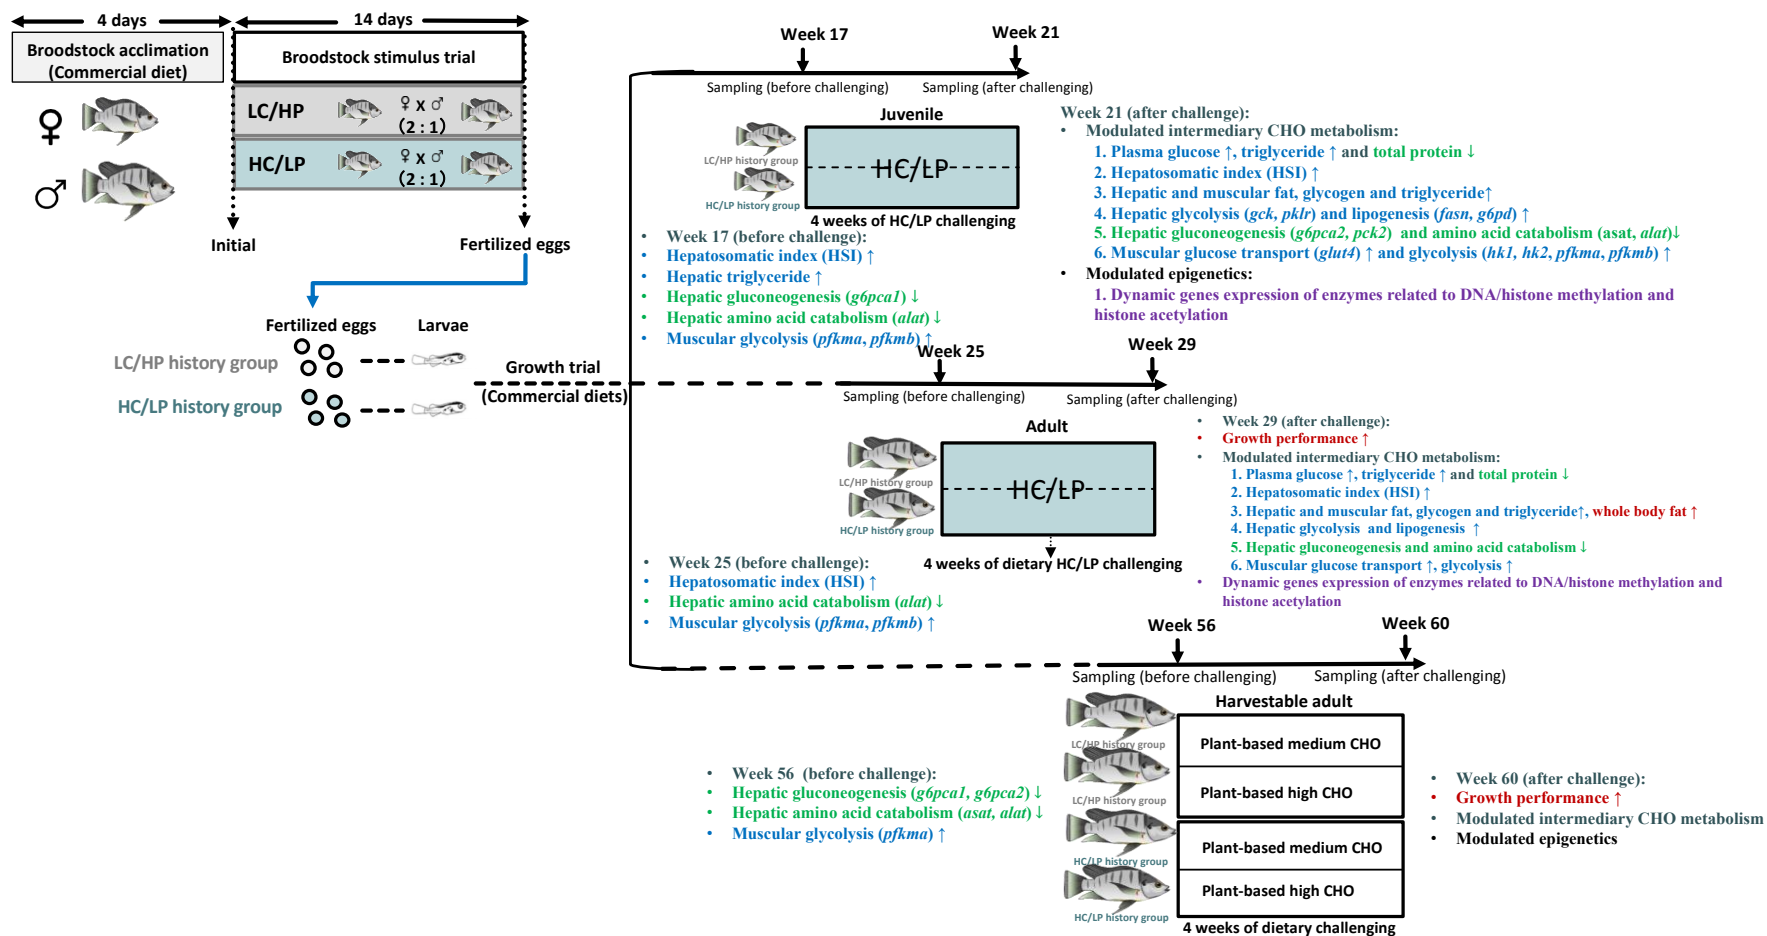 4 days
14 days
Broodstock acclimation
(Commercial diet)
Broodstock stimulus trial
LC/HP
♀ X ♂
(2 : 1)
HC/LP
♀ X ♂
(2 : 1)
♀
♂
Initial
Fertilized eggs
Fertilized eggs
Larvae
LC/HP history group
HC/LP history group
Growth trial
(Commercial diets)
Week 17
Week 21
Sampling (before challenging)
Sampling (after challenging)
Juvenile
LC/HP history group
HC/LP history group
HC/LP
4 weeks of HC/LP challenging
• Week 17 (before challenge):
• Hepatosomatic index (HSI) ↑
• Hepatic triglyceride ↑
• Hepatic gluconeogenesis (g6pca1) ↓
• Hepatic amino acid catabolism (alat) ↓
• Muscular glycolysis (pfkma, pfkmb) ↑
Week 21 (after challenge):
• Modulated intermediary CHO metabolism:
1. Plasma glucose ↑, triglyceride ↑ and total protein ↓
2. Hepatosomatic index (HSI) ↑
3. Hepatic and muscular fat, glycogen and triglyceride↑
4. Hepatic glycolysis (gck, pklr) and lipogenesis (fasn, g6pd) ↑
5. Hepatic gluconeogenesis (g6pca2, pck2) and amino acid catabolism (asat, alat)↓
6. Muscular glucose transport (glut4) ↑ and glycolysis (hk1, hk2, pfkma, pfkmb) ↑
• Modulated epigenetics:
1. Dynamic genes expression of enzymes related to DNA/histone methylation and
histone acetylation
Week 25
Week 29
Sampling (before challenging)
Sampling (after challenging)
Adult
LC/HP history group
HC/LP history group
HC/LP
4 weeks of dietary HC/LP challenging
• Week 25 (before challenge):
• Hepatosomatic index (HSI) ↑
• Hepatic amino acid catabolism (alat) ↓
• Muscular glycolysis (pfkma, pfkmb) ↑
• Week 29 (after challenge):
• Growth performance ↑
• Modulated intermediary CHO metabolism:
1. Plasma glucose ↑, triglyceride ↑ and total protein ↓
2. Hepatosomatic index (HSI) ↑
3. Hepatic and muscular fat, glycogen and triglyceride↑, whole body fat ↑
4. Hepatic glycolysis and lipogenesis ↑
5. Hepatic gluconeogenesis and amino acid catabolism ↓
6. Muscular glucose transport ↑, glycolysis ↑
• Dynamic genes expression of enzymes related to DNA/histone methylation and
histone acetylation
Week 56
Week 60
Sampling (before challenging)
Sampling (after challenging)
Harvestable adult
LC/HP history group
Plant-based medium CHO
LC/HP history group
Plant-based high CHO
HC/LP history group
Plant-based medium CHO
HC/LP history group
Plant-based high CHO
4 weeks of dietary challenging
• Week 56 (before challenge):
• Hepatic gluconeogenesis (g6pca1, g6pca2) ↓
• Hepatic amino acid catabolism (asat, alat) ↓
• Muscular glycolysis (pfkma) ↑
• Week 60 (after challenge):
• Growth performance ↑
• Modulated intermediary CHO metabolism
• Modulated epigenetics